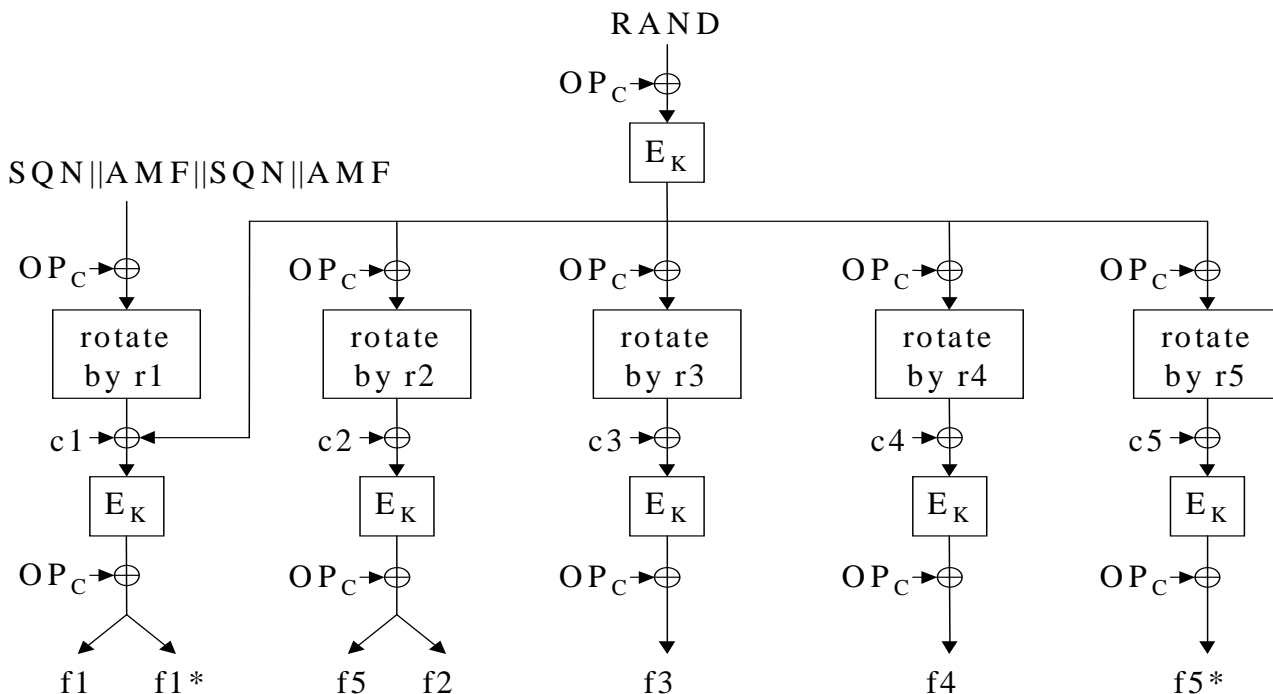 RAND
OPC
EK
SQN||AMF||SQN||AMF
OPC OPC OPC OPC OPC
rotate rotate rotate rotate rotate
by r1 by r2 by r3 by r4 by r5
c1 c2 c3 c4 c5
EK EK EK EK EK
OPC OPC OPC OPC OPC
f1 f1* f5 f2 f3 f4 f5*